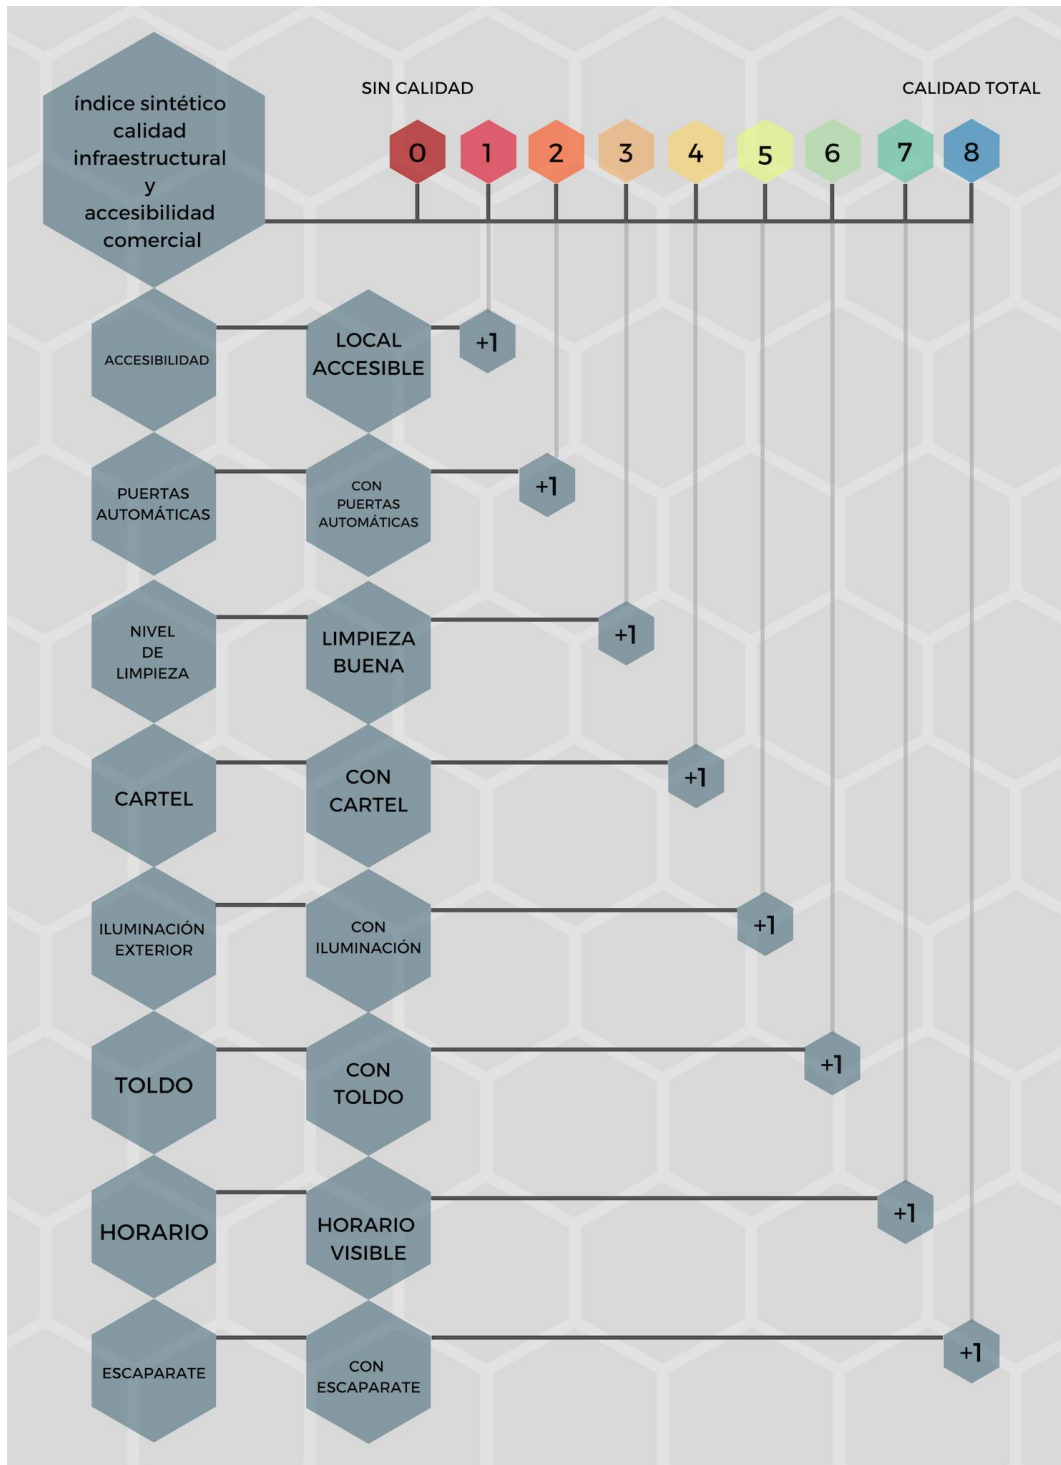 índice sintético
calidad
infraestructural
y
accesibilidad
comercial
SIN CALIDAD
CALIDAD TOTAL
0 1 2 3 4 5 6 7 8
ACCESIBILIDAD
LOCAL
ACCESIBLE
+1
PUERTAS
AUTOMÁTICAS
CON
PUERTAS
AUTOMÁTICAS
+1
NIVEL
DE
LIMPIEZA
LIMPIEZA
BUENA
+1
CARTEL
CON
CARTEL
+1
ILUMINACIÓN
EXTERIOR
CON
ILUMINACIÓN
+1
TOLDO
CON
TOLDO
+1
HORARIO
HORARIO
VISIBLE
+1
ESCAPARATE
CON
ESCAPARATE
+1